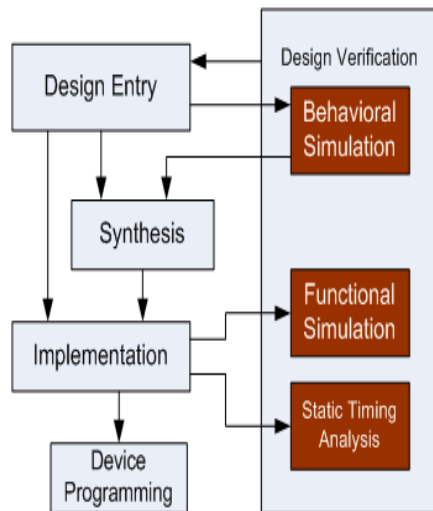 Design Entry
Design Verification
Behavioral
Simulation
Synthesis
Functional
Simulation
Implementation
Static Timing
Analysis
Device
Programming